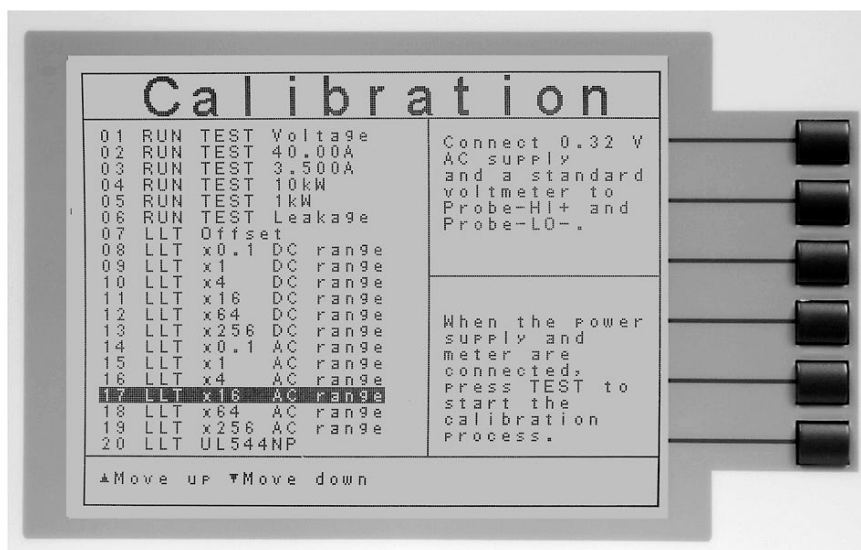 Calibration
01 RUN TEST Voltage
02 RUN TEST 40.00A
03 RUN TEST 3.500A
04 RUN TEST 10kW
05 RUN TEST 1kW
06 RUN TEST Leakage
07 LLT Offset
08 LLT x0.1 DC range
09 LLT x1 DC range
10 LLT x4 DC range
11 LLT x16 DC range
12 LLT x64 DC range
13 LLT x256 DC range
14 LLT x0.1 AC range
15 LLT x1 AC range
16 LLT x4 AC range
17 LLT x16 AC range
18 LLT x64 AC range
19 LLT x256 AC range
20 LLT UL544NP
Connect 0.32 V
AC supply
and a standard
voltmeter to
Probe-HI+ and
Probe-LO-.
When the power
supply and
meter are
connected,
press TEST to
start the
calibration
process.
▲Move up ▼Move down